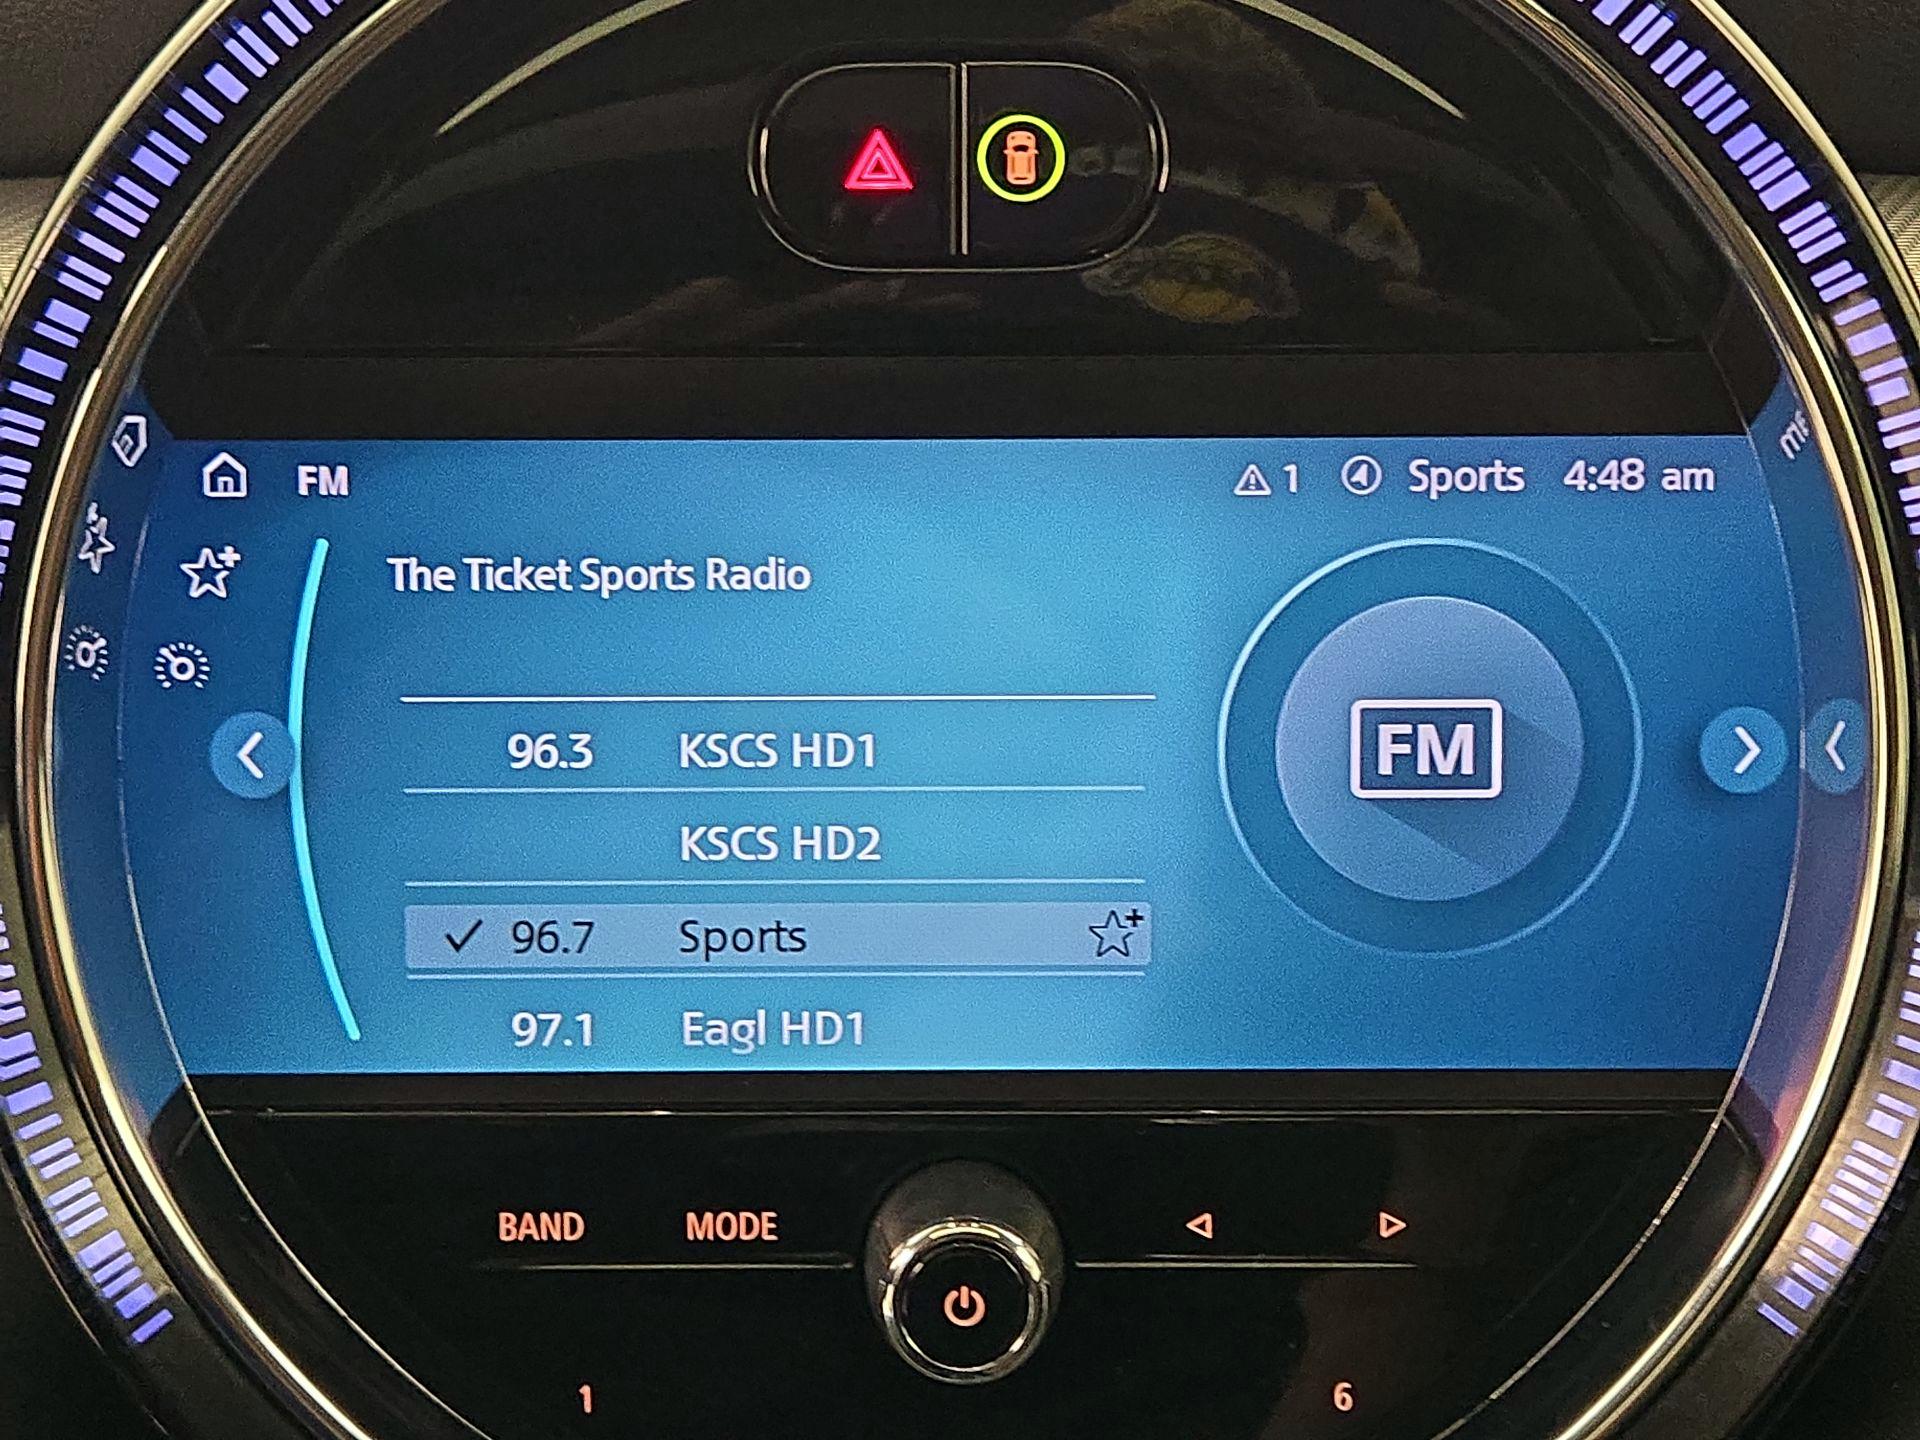 FM
1 Sports 4:48 am
The Ticket Sports Radio
96.3 KSCS HD1
KSCS HD2
FM
96.7 Sports
97.1 Eagl HD1
BAND MODE
1 6